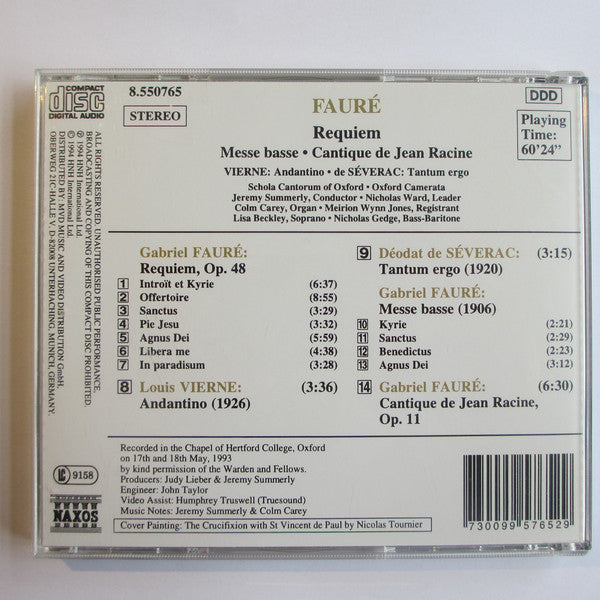 COMPACT
disc
DIGITAL AUDIO
8.550765
STEREO
FAURÉ
Requiem
Messe basse • Cantique de Jean Racine
VIERNE: Andantino • de SÉVERAC: Tantum ergo
Schola Cantorum of Oxford • Oxford Camerata
Jeremy Summerly, Conductor • Nicholas Ward, Leader
Colm Carey, Organ • Meirion Wynn Jones, Registrant
Lisa Beckley, Soprano • Nicholas Gedge, Bass-Baritone
DDD
Playing
Time:
60'24"
ALL RIGHTS RESERVED. UNAUTHORISED PUBLIC PERFORMANCE,
BROADCASTING AND COPYING OF THIS COMPACT DISC PROHIBITED.
℗ 1994 HNH International Ltd. © 1994 HNH International Ltd.
DISTRIBUTED BY: MVD MUSIC AND VIDEO DISTRIBUTION GmbH,
OBERWEG 21C-HALLE V. D-82008 UNTERHACHING, MUNICH, GERMANY.
Gabriel FAURÉ:
Requiem, Op. 48
1 Introït et Kyrie (6:37)
2 Offertoire (8:55)
3 Sanctus (3:29)
4 Pie Jesu (3:32)
5 Agnus Dei (5:59)
6 Libera me (4:38)
7 In paradisum (3:28)
8 Louis VIERNE: (3:36)
Andantino (1926)
9 Déodat de SÉVERAC: (3:15)
Tantum ergo (1920)
Gabriel FAURÉ:
Messe basse (1906)
10 Kyrie (2:21)
11 Sanctus (2:29)
12 Benedictus (2:23)
13 Agnus Dei (3:12)
14 Gabriel FAURÉ: (6:30)
Cantique de Jean Racine,
Op. 11
LC 9158
NAXOS
Recorded in the Chapel of Hertford College, Oxford
on 17th and 18th May, 1993
by kind permission of the Warden and Fellows.
Producers: Judy Lieber & Jeremy Summerly
Engineer: John Taylor
Video Assist: Humphrey Truswell (Truesound)
Music Notes: Jeremy Summerly & Colm Carey
Cover Painting: The Crucifixion with St Vincent de Paul by Nicolas Tournier
730099 576529